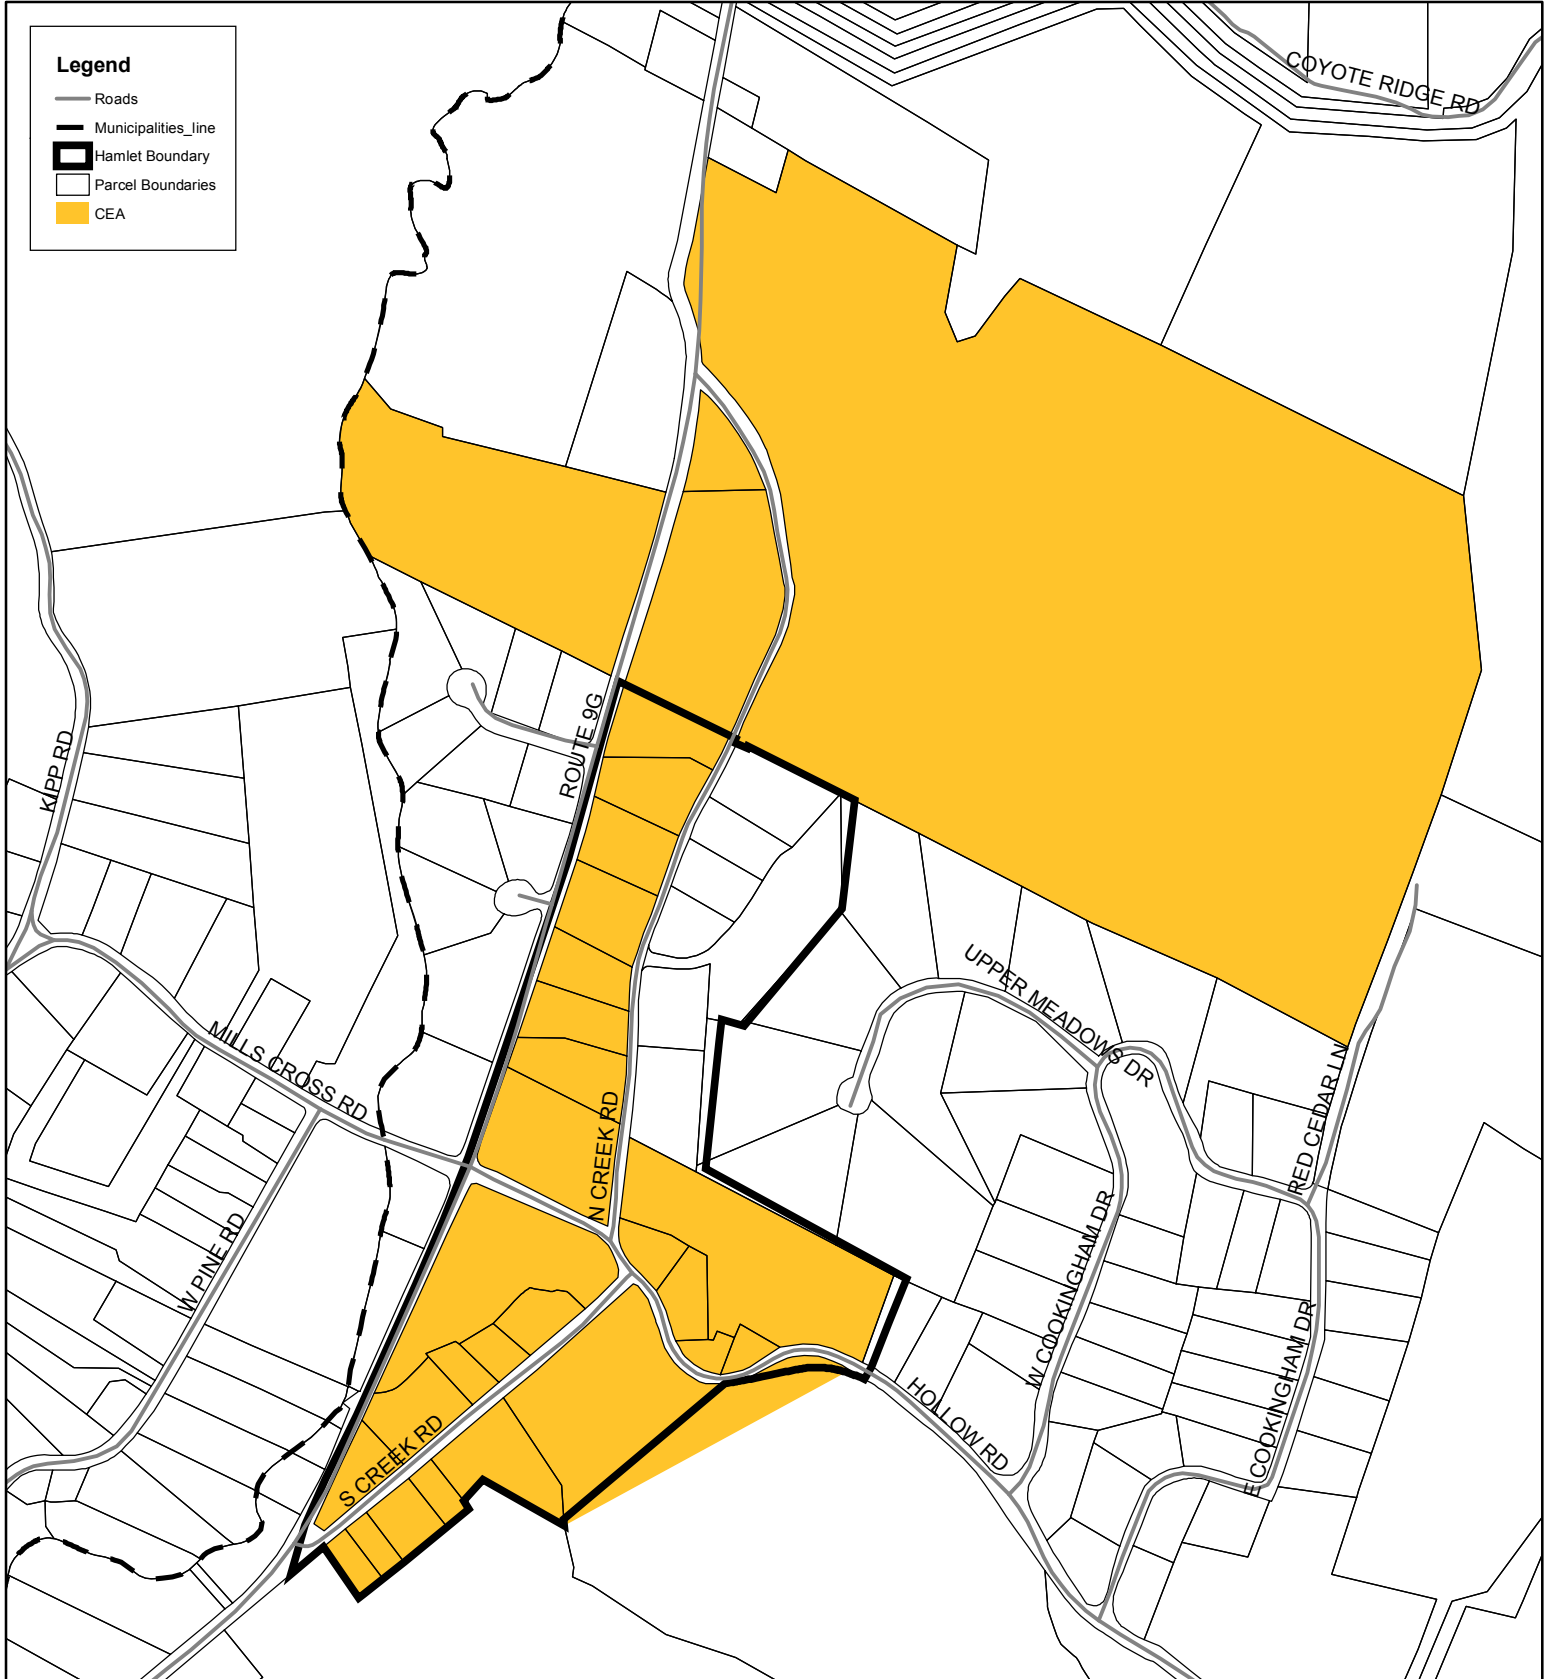 Legend
Roads
Municipalities_line
Hamlet Boundary
Parcel Boundaries
CEA
COYOTE RIDGE RD
ROUTE 9G
KIPP RD
UPPER MEADOWS DR
MILLS CROSS RD
RED CEDAR LN
N CREEK RD
W PINE RD
W COOKINGHAM DR
E COOKINGHAM DR
HOLLOW RD
S CREEK RD